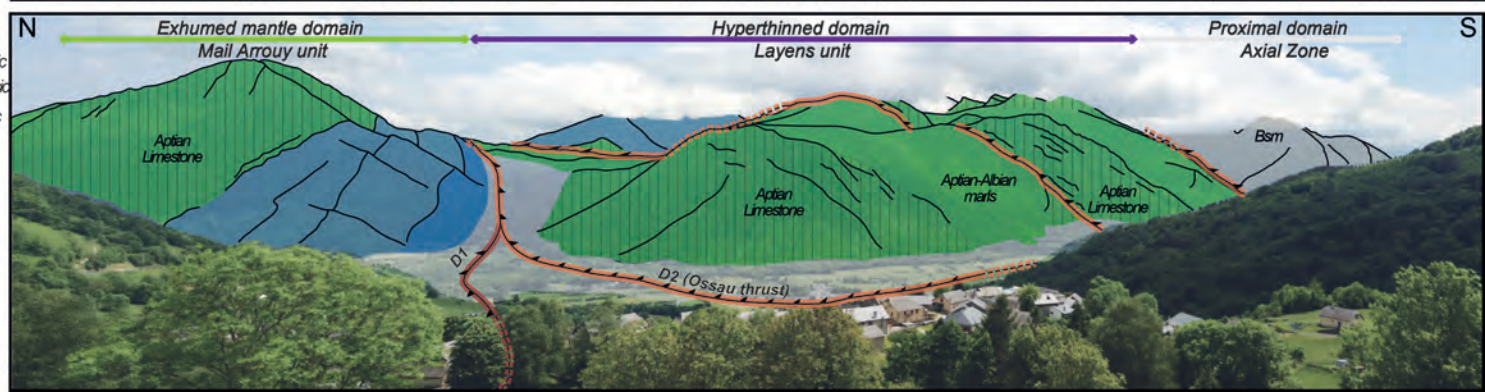 N
Exhumed mantle domain
Mail Arrouy unit
Hyperthinned domain
Layens unit
Proximal domain
Axial Zone
S
Aptian
Limestone
Aptian
Limestone
Aptian-Albian
marls
Aptian
Limestone
Bsm
D1
D2 (Ossau thrust)